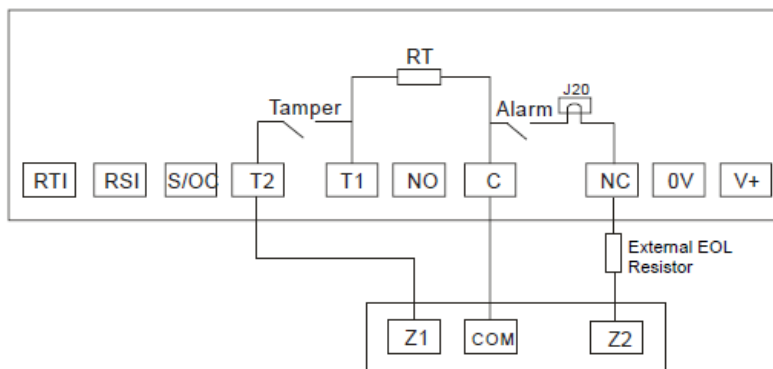 RT
J20
Tamper
Alarm
RTI RSI S/OC T2 T1 NO C NC 0V V+
External EOL
Resistor
Z1 COM Z2